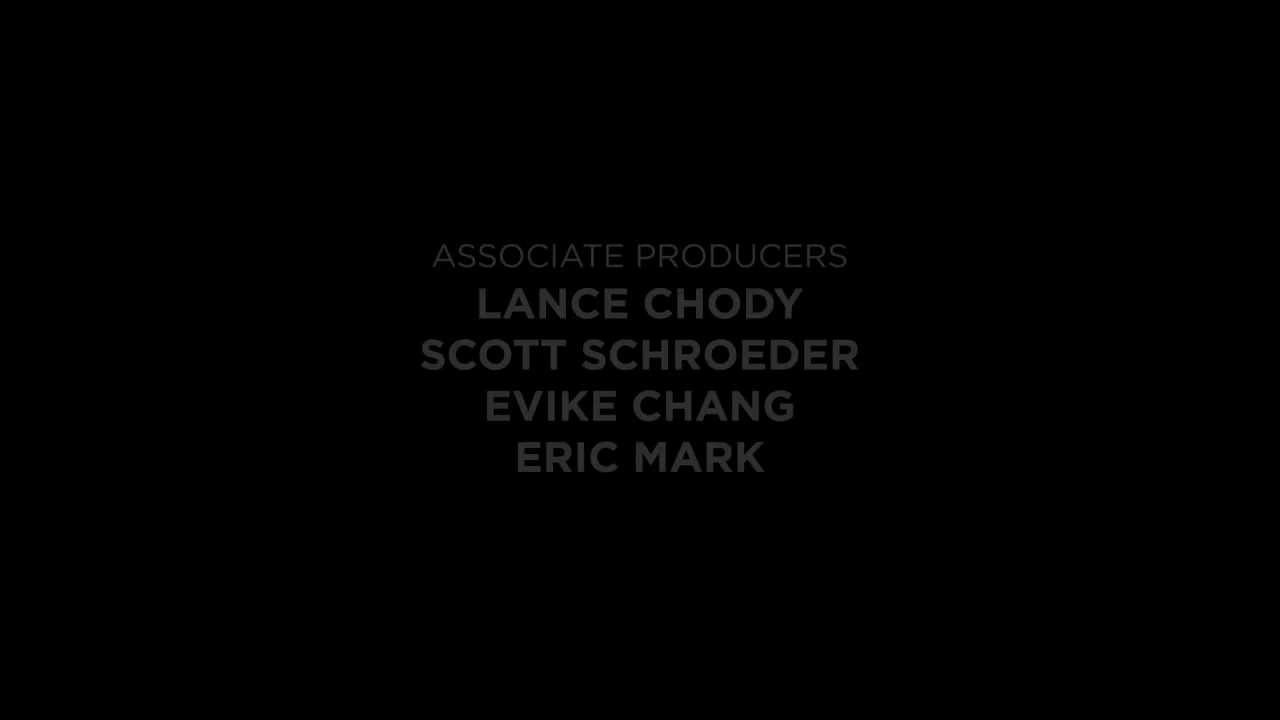 ASSOCIATE PRODUCERS
LANCE CHODY
SCOTT SCHROEDER
EVIKE CHANG
ERIC MARK